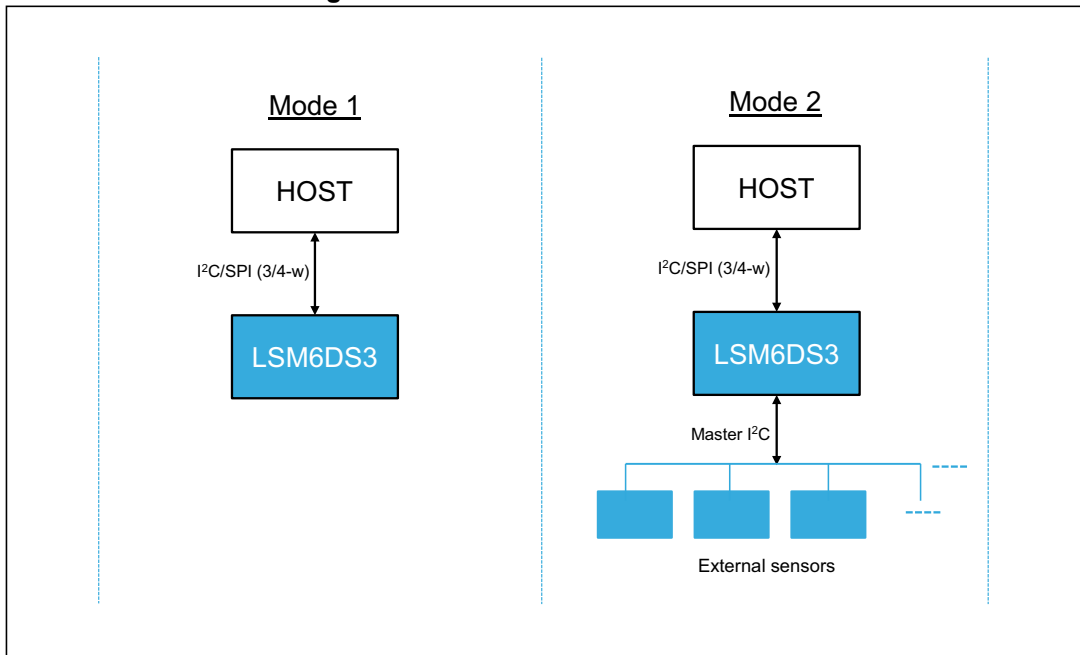 Mode 1
HOST
I²C/SPI (3/4-w)
LSM6DS3
Mode 2
HOST
I²C/SPI (3/4-w)
LSM6DS3
Master I²C
External sensors